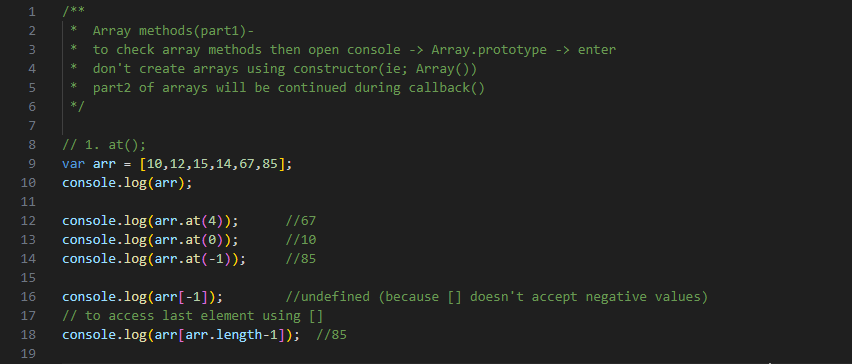 1 /**
2  *  Array methods(part1)-
3  *  to check array methods then open console -> Array.prototype -> enter
4  *  don't create arrays using constructor(ie; Array())
5  *  part2 of arrays will be continued during callback()
6  */
7
8 // 1. at();
9 var arr = [10,12,15,14,67,85];
10 console.log(arr);
11
12 console.log(arr.at(4));      //67
13 console.log(arr.at(0));      //10
14 console.log(arr.at(-1));     //85
15
16 console.log(arr[-1]);        //undefined (because [] doesn't accept negative values)
17 // to access last element using []
18 console.log(arr[arr.length-1]);  //85
19